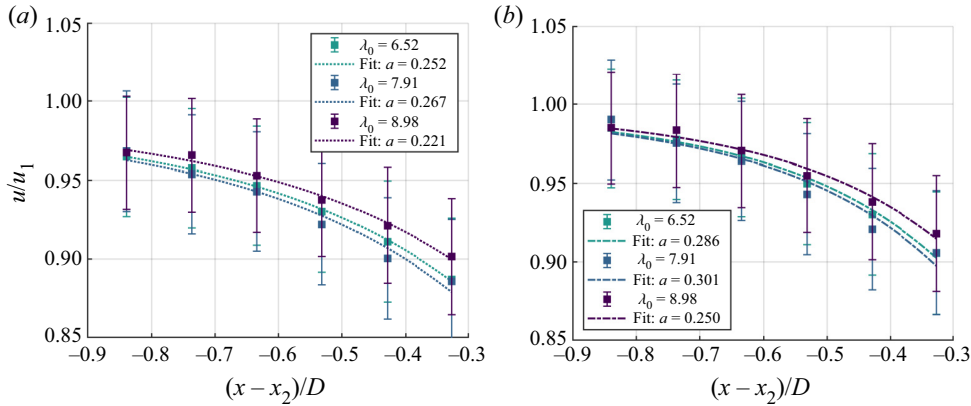 (a)
1.05
1.00
0.95
0.90
0.85
u/u1
λ0 = 6.52
Fit: a = 0.252
λ0 = 7.91
Fit: a = 0.267
λ0 = 8.98
Fit: a = 0.221
–0.9 –0.8 –0.7 –0.6 –0.5 –0.4 –0.3
(x – x2)/D
(b)
1.05
1.00
0.95
0.90
0.85
λ0 = 6.52
Fit: a = 0.286
λ0 = 7.91
Fit: a = 0.301
λ0 = 8.98
Fit: a = 0.250
–0.9 –0.8 –0.7 –0.6 –0.5 –0.4 –0.3
(x – x2)/D